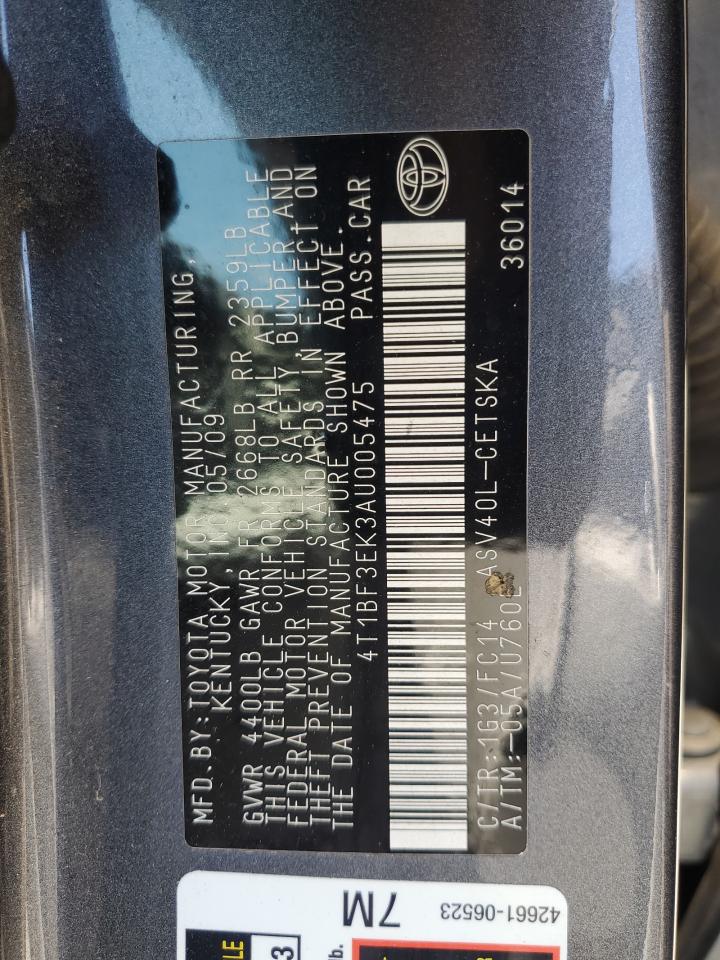 MFD. BY: TOYOTA MOTOR MANUFACTURING,
KENTUCKY, INC 05/09
GVWR 4400LB GAWR FR 2668LB RR 2359LB
THIS VEHICLE CONFORMS TO ALL APPLICABLE
FEDERAL MOTOR VEHICLE SAFETY, BUMPER AND
THEFT PREVENTION STANDARDS IN EFFECT ON
THE DATE OF MANUFACTURE SHOWN ABOVE.
4T1BF3EK3AU005475 PASS.CAR
C/TR:1G3/FC14 ASV40L-CETSKA
A/TM:-05A/U760E 36014
7M
42661-06523
3
lb.